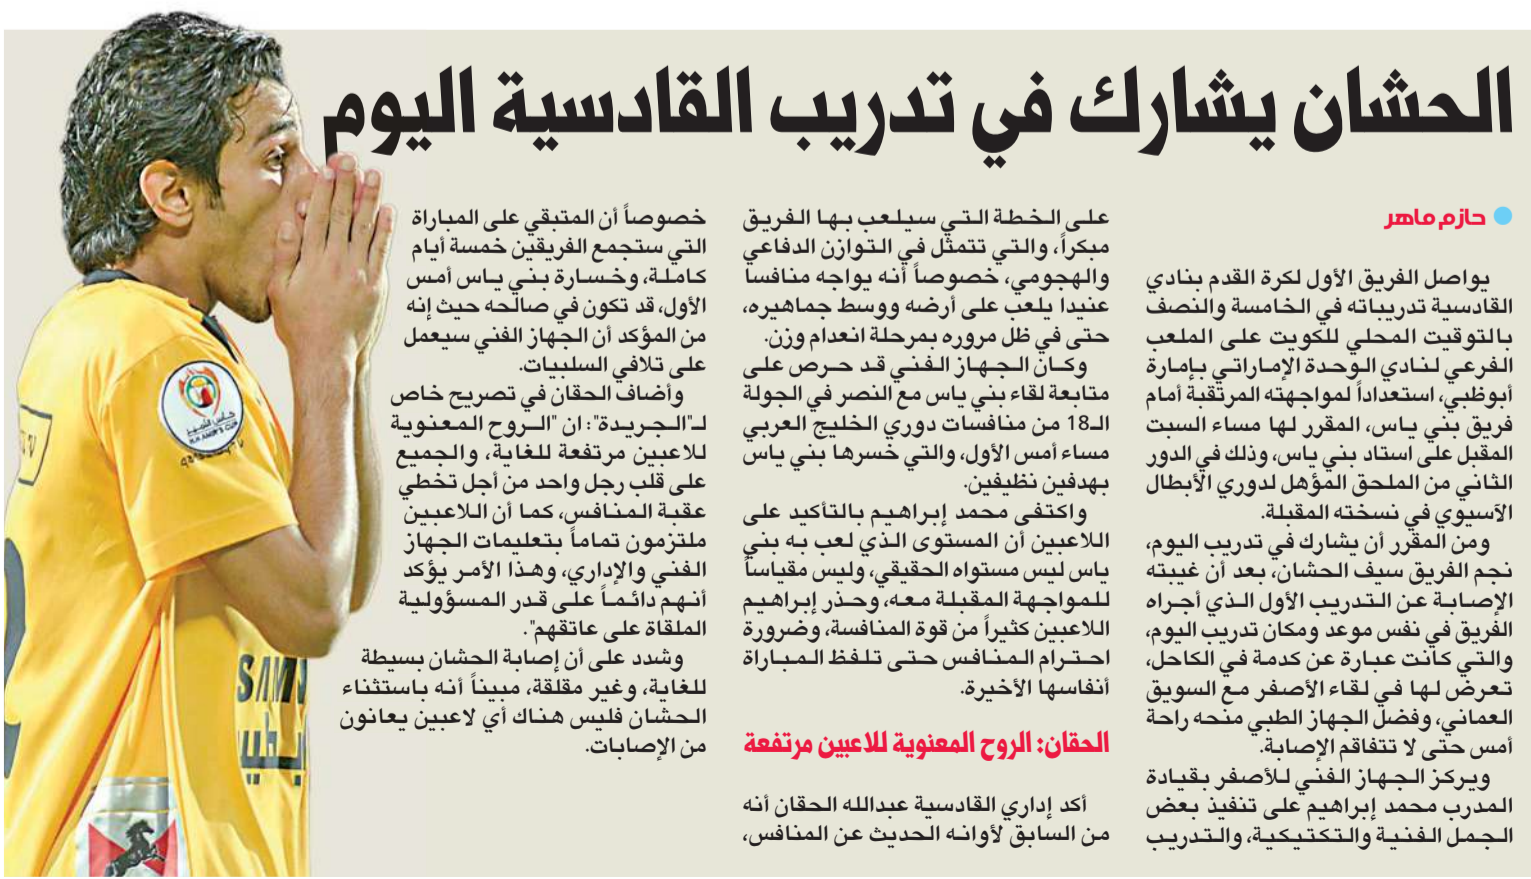 الحشان يشارك في تدريب القادسية اليوم
حازم ماهر
يواصل الفريق الأول لكرة القدم بنادي
القادسية تدريباته في الخامسة والنصف
بالتوقيت المحلي للكويت على الملعب
الفرعي لنادي الوحدة الإماراتي بإمارة
أبوظبي، استعداداً لمواجهته المرتقبة أمام
فريق بني ياس، المقرر لها مساء السبت
المقبل على استاد بني ياس، وذلك في الدور
الثاني من الملحق المؤهل لدوري الأبطال
الآسيوي في نسخته المقبلة.
ومن المقرر أن يشارك في تدريب اليوم،
نجم الفريق سيف الحشان، بعد أن غيبته
الإصابة عن التدريب الأول الذي أجراه
الفريق في نفس موعد ومكان تدريب اليوم،
والتي كانت عبارة عن كدمة في الكاحل،
تعرض لها في لقاء الأصفر مع السويق
العماني، وفضل الجهاز الطبي منحه راحة
أمس حتى لا تتفاقم الإصابة.
ويركز الجهاز الفني للأصفر بقيادة
المدرب محمد إبراهيم على تنفيذ بعض
الجمل الفنية والتكتيكية، والتدريب
على الخطة التي سيلعب بها الفريق
مبكراً، والتي تتمثل في التوازن الدفاعي
والهجومي، خصوصاً أنه يواجه منافسا
عنيدا يلعب على أرضه ووسط جماهيره،
حتى في ظل مروره بمرحلة انعدام وزن.
وكان الجهاز الفني قد حرص على
متابعة لقاء بني ياس مع النصر في الجولة
الـ18 من منافسات دوري الخليج العربي
مساء أمس الأول، والتي خسرها بني ياس
بهدفين نظيفين.
واكتفى محمد إبراهيم بالتأكيد على
اللاعبين أن المستوى الذي لعب به بني
ياس ليس مستواه الحقيقي، وليس مقياساً
للمواجهة المقبلة معه، وحذر إبراهيم
اللاعبين كثيراً من قوة المنافسة، وضرورة
احترام المنافس حتى تلفظ المباراة
أنفاسها الأخيرة.
الحقان: الروح المعنوية للاعبين مرتفعة
أكد إداري القادسية عبدالله الحقان أنه
من السابق لأوانه الحديث عن المنافس،
خصوصاً أن المتبقي على المباراة
التي ستجمع الفريقين خمسة أيام
كاملة، وخسارة بني ياس أمس
الأول، قد تكون في صالحه حيث إنه
من المؤكد أن الجهاز الفني سيعمل
على تلافي السلبيات.
وأضاف الحقان في تصريح خاص
لـ"الجريدة": ان "الروح المعنوية
للاعبين مرتفعة للغاية، والجميع
على قلب رجل واحد من أجل تخطي
عقبة المنافس، كما أن اللاعبين
ملتزمون تماماً بتعليمات الجهاز
الفني والإداري، وهذا الأمر يؤكد
أنهم دائماً على قدر المسؤولية
الملقاة على عاتقهم".
وشدد على أن إصابة الحشان بسيطة
للغاية، وغير مقلقة، مبيناً أنه باستثناء
الحشان فليس هناك أي لاعبين يعانون
من الإصابات.